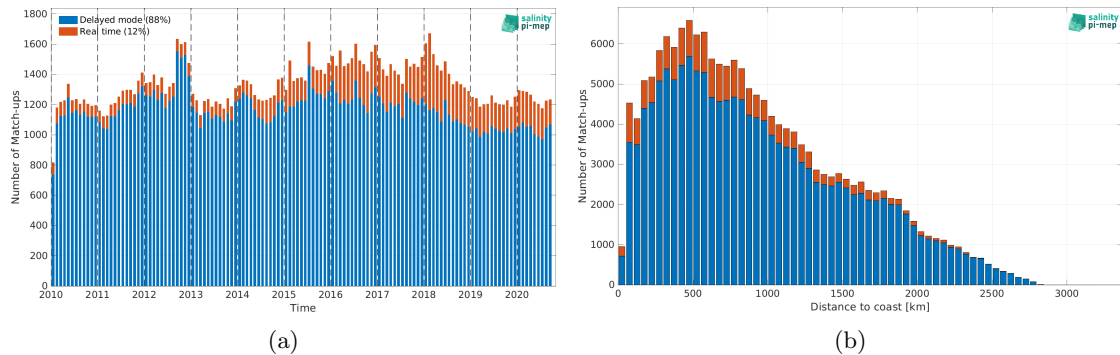 Delayed mode (88%)
Real time (12%)
salinity
pi-mep
Number of Match-ups
1800
1600
1400
1200
1000
800
600
400
200
0
2010 2011 2012 2013 2014 2015 2016 2017 2018 2019 2020
Time
(a)
salinity
pi-mep
Number of Match-ups
6000
5000
4000
3000
2000
1000
0
0 500 1000 1500 2000 2500 3000
Distance to coast [km]
(b)